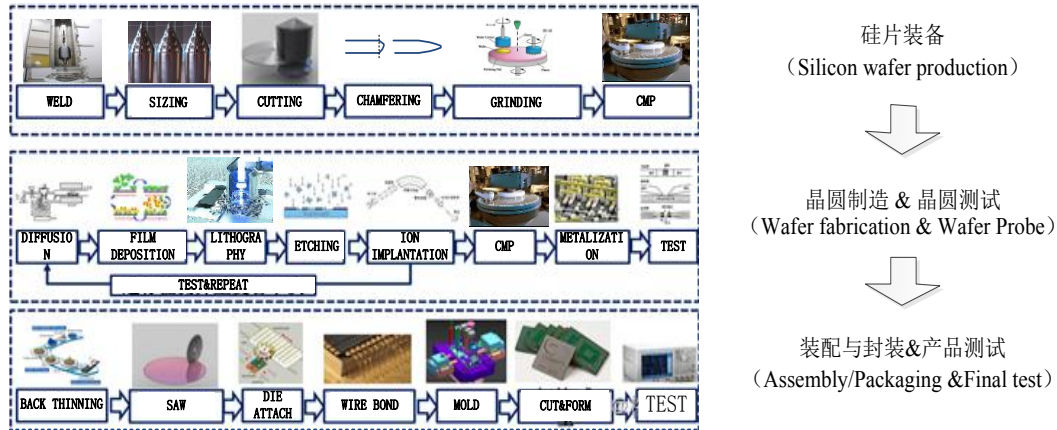 WELD
SIZING
CUTTING
CHAMFERING
GRINDING
CMP
硅片装备
（Silicon wafer production）
DIFFUSIO
N
FILM
DEPOSITION
LITHOGRA
PHY
ETCHING
ION
IMPLANTATION
CMP
METALIZATI
ON
TEST
TEST&REPEAT
晶圆制造 & 晶圆测试
(Wafer fabrication & Wafer Probe）
BACK THINNING
SAW
DIE
ATTACH
WIRE BOND
MOLD
CUT&FORM
TEST
装配与封装&产品测试
（Assembly/Packaging &Final test）